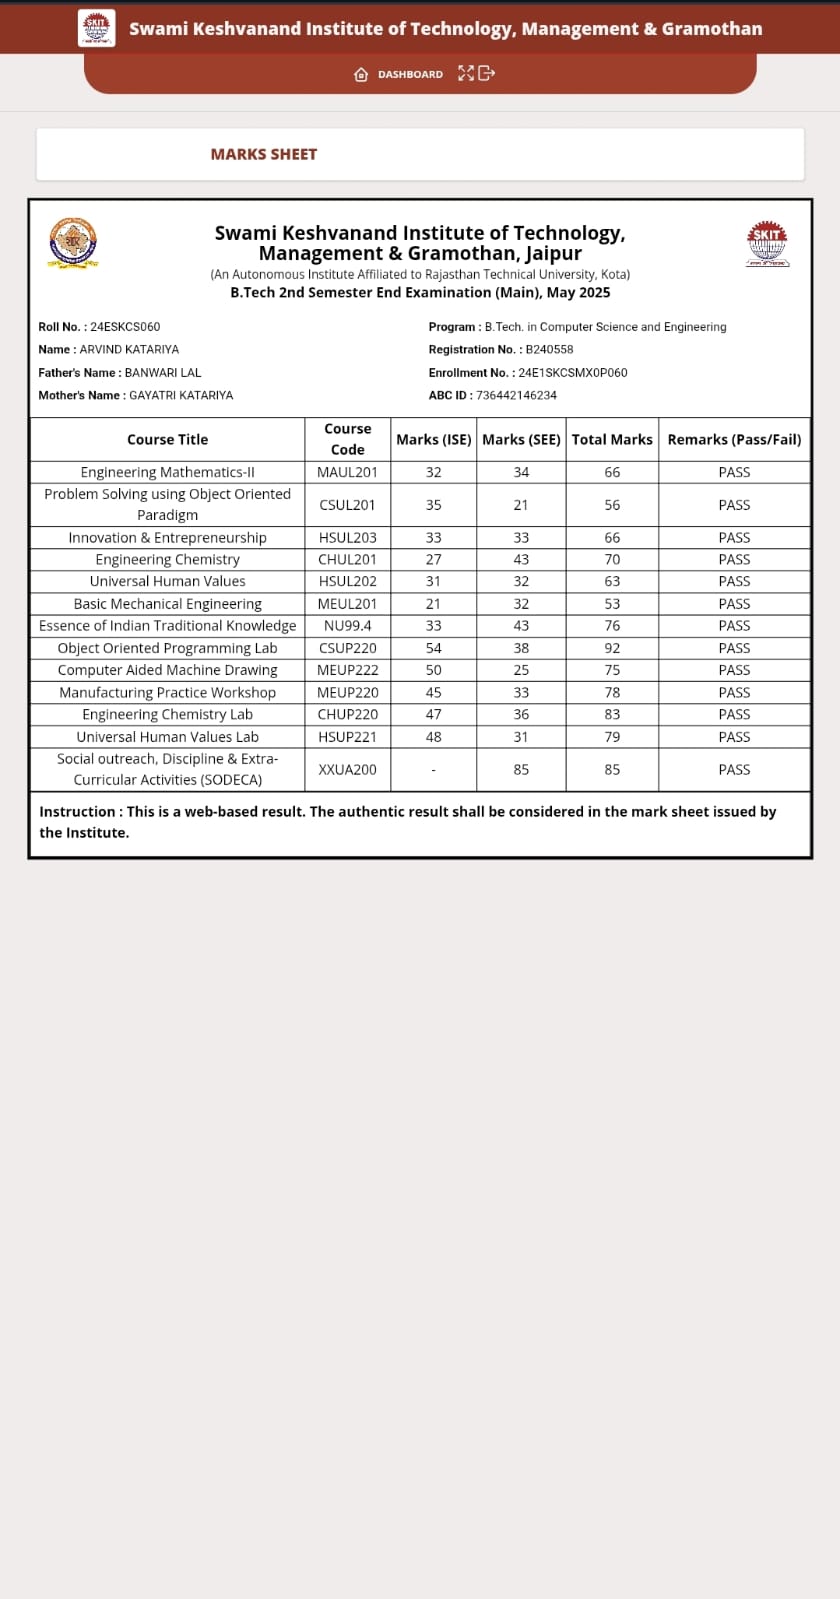 SKIT
Swami Keshvanand Institute of Technology, Management & Gramothan
DASHBOARD
MARKS SHEET
Swami Keshvanand Institute of Technology,
Management & Gramothan, Jaipur
(An Autonomous Institute Affiliated to Rajasthan Technical University, Kota)
B.Tech 2nd Semester End Examination (Main), May 2025
SKIT
Roll No. : 24ESKCS060 Program : B.Tech. in Computer Science and Engineering
Name : ARVIND KATARIYA Registration No. : B240558
Father's Name : BANWARI LAL Enrollment No. : 24E1SKCSMX0P060
Mother's Name : GAYATRI KATARIYA ABC ID : 736442146234
Course Title Course Code Marks (ISE) Marks (SEE) Total Marks Remarks (Pass/Fail)
Engineering Mathematics-II MAUL201 32 34 66 PASS
Problem Solving using Object Oriented
Paradigm CSUL201 35 21 56 PASS
Innovation & Entrepreneurship HSUL203 33 33 66 PASS
Engineering Chemistry CHUL201 27 43 70 PASS
Universal Human Values HSUL202 31 32 63 PASS
Basic Mechanical Engineering MEUL201 21 32 53 PASS
Essence of Indian Traditional Knowledge NU99.4 33 43 76 PASS
Object Oriented Programming Lab CSUP220 54 38 92 PASS
Computer Aided Machine Drawing MEUP222 50 25 75 PASS
Manufacturing Practice Workshop MEUP220 45 33 78 PASS
Engineering Chemistry Lab CHUP220 47 36 83 PASS
Universal Human Values Lab HSUP221 48 31 79 PASS
Social outreach, Discipline & Extra-
Curricular Activities (SODECA) XXUA200 - 85 85 PASS
Instruction : This is a web-based result. The authentic result shall be considered in the mark sheet issued by
the Institute.